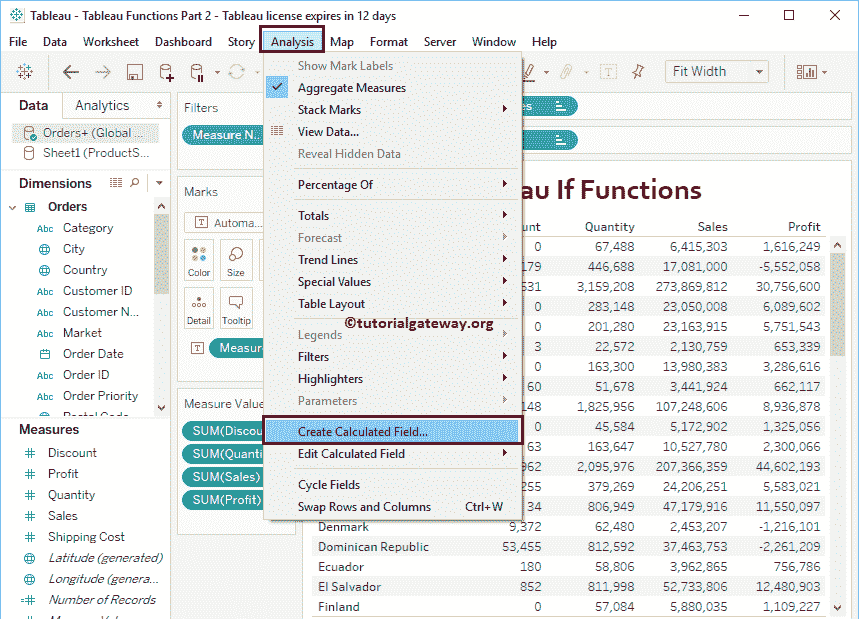 Tableau - Tableau Functions Part 2 - Tableau license expires in 12 days
File Data Worksheet Dashboard Story Analysis Map Format Server Window Help
Fit Width
Data Analytics
Orders+ (Global ...
Sheet1 (ProductS...
Dimensions
Orders
Abc Category
City
Country
Abc Customer ID
Abc Customer N...
Abc Market
Order Date
Abc Order ID
Abc Order Priority
Measures
Discount
Profit
Quantity
Sales
Shipping Cost
Latitude (generated)
Longitude (genera...
Number of Records
Filters
Measure N..
Marks
Automa...
Color Size
Detail Tooltip
Measur
Measure Value
SUM(Discou
SUM(Quanti
SUM(Sales)
SUM(Profit)
Show Mark Labels
Aggregate Measures
Stack Marks
View Data...
Reveal Hidden Data
Percentage Of
Totals
Forecast
Trend Lines
Special Values
Table Layout
©tutorialgateway.org
Legends
Filters
Highlighters
Parameters
Create Calculated Field...
Edit Calculated Field
Cycle Fields
Swap Rows and Columns Ctrl+W
es
au If Functions
unt Quantity Sales Profit
0 67,488 6,415,303 1,616,249
179 446,688 17,081,000 -5,552,058
531 3,159,208 273,869,812 30,756,600
0 283,148 23,050,008 6,089,602
0 201,280 23,163,915 5,751,543
3 22,572 2,130,759 653,339
0 163,300 13,980,383 3,286,616
60 51,678 3,441,924 662,117
148 1,825,956 107,248,606 8,936,878
0 45,584 5,172,902 1,325,056
63 163,647 10,527,780 2,300,066
962 2,095,976 207,366,359 44,602,193
255 379,269 24,206,251 5,583,021
34 806,949 47,179,916 11,550,097
Denmark 9,372 62,480 2,453,207 -1,216,101
Dominican Republic 53,455 812,592 37,463,753 -2,261,209
Ecuador 180 58,806 3,962,865 756,786
El Salvador 852 811,998 52,733,806 12,480,903
Finland 0 57,084 5,880,035 1,109,227